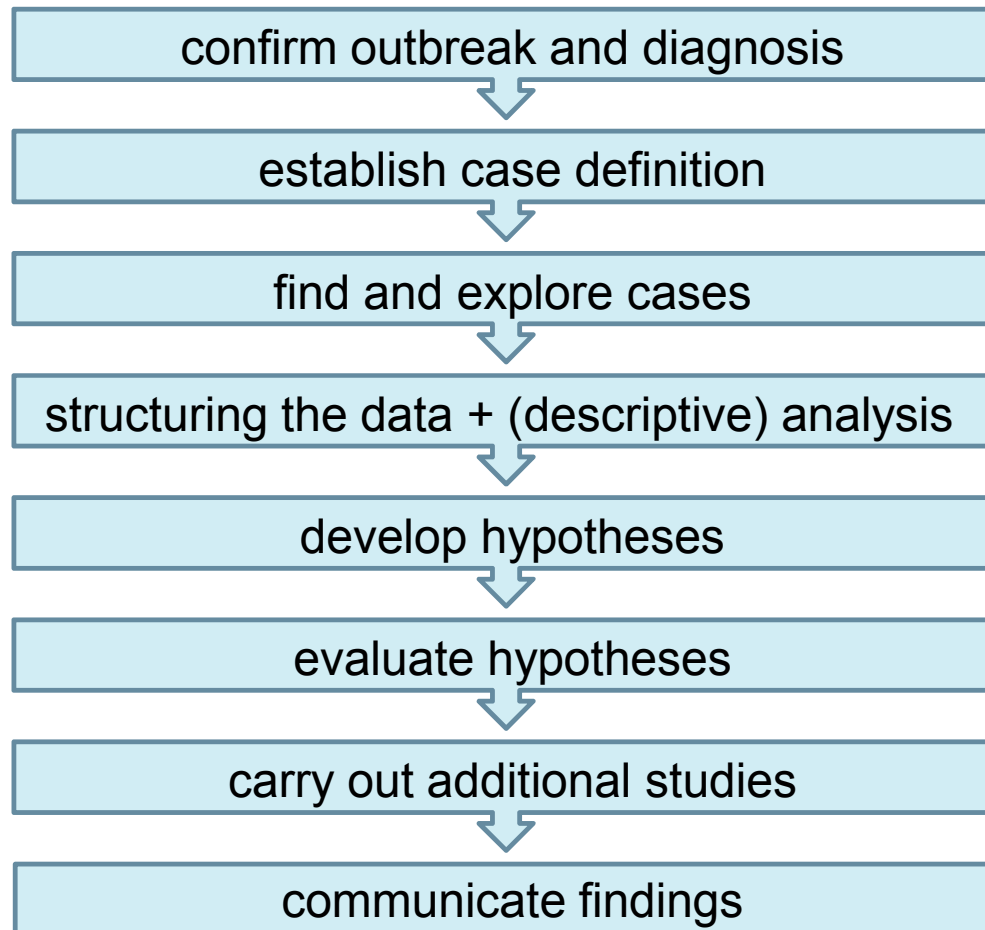 confirm outbreak and diagnosis
establish case definition
find and explore cases
structuring the data + (descriptive) analysis
develop hypotheses
evaluate hypotheses
carry out additional studies
communicate findings